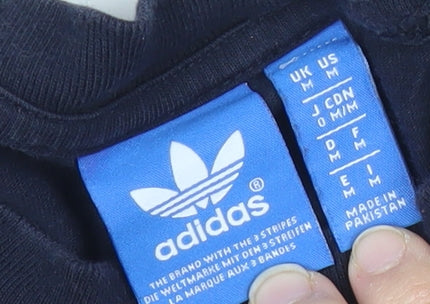 adidas®
THE BRAND WITH THE 3 STRIPES
DIE WELTMARKE MIT DEN 3 STREIFEN
LA MARQUE AUX 3 BANDES
UK US
M M
J CDN
O M/M
D F
M M
E I
M M
MADE IN
PAKISTAN